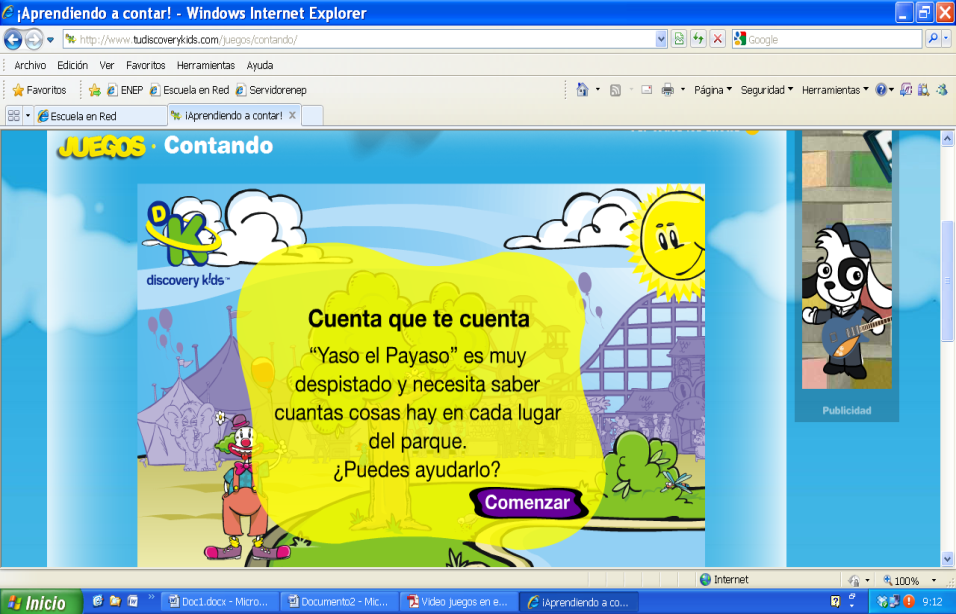 ¡Aprendiendo a contar! - Windows Internet Explorer
http://www.tudiscoverykids.com/juegos/contando/
Google
Archivo Edición Ver Favoritos Herramientas Ayuda
Favoritos ENEP Escuela en Red Servidorenep
Página Seguridad Herramientas
Escuela en Red
¡Aprendiendo a contar!
JUEGOS · Contando
D
K
discovery kids™
Cuenta que te cuenta
“Yaso el Payaso” es muy
despistado y necesita saber
cuantas cosas hay en cada lugar
del parque.
¿Puedes ayudarlo?
Comenzar
Publicidad
Internet
100%
Inicio
Doc1.docx - Micro...
Documento2 - Mic...
Video juegos en e...
¡Aprendiendo a co...
9:12